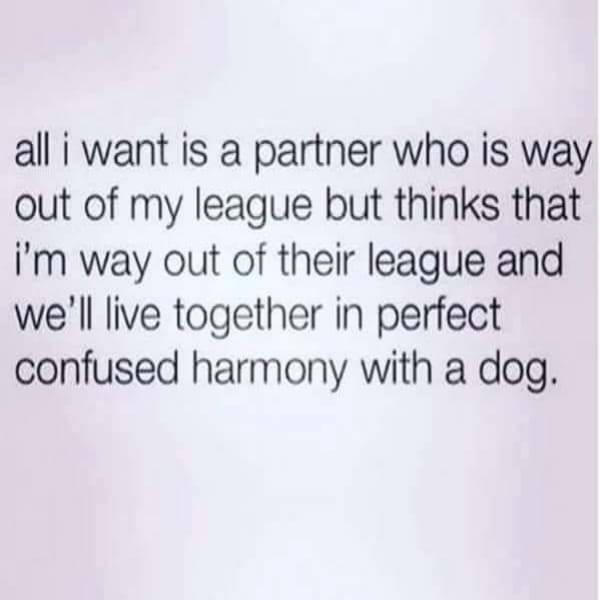 all i want is a partner who is way
out of my league but thinks that
i'm way out of their league and
we'll live together in perfect
confused harmony with a dog.